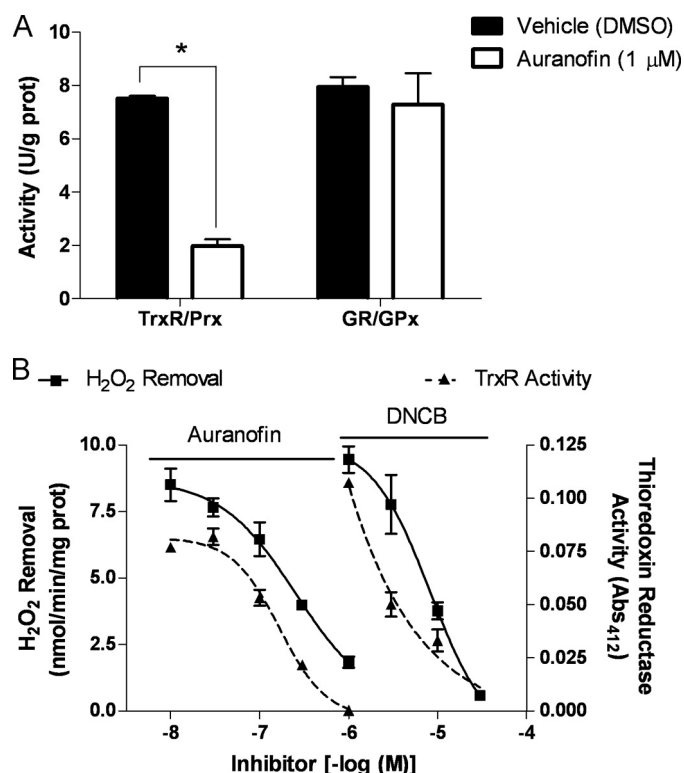 A
Vehicle (DMSO)
Auranofin (1 μM)
*
Activity (U/g prot)
10
8
6
4
2
0
TrxR/Prx
GR/GPx
B
H₂O₂ Removal
TrxR Activity
Auranofin
DNCB
H₂O₂ Removal
(nmol/min/mg prot)
10.0
7.5
5.0
2.5
0.0
0.125
0.100
0.075
0.050
0.025
0.000
Thioredoxin Reductase
Activity (Abs₄₁₂)
-8
-7
-6
-5
-4
Inhibitor [-log (M)]